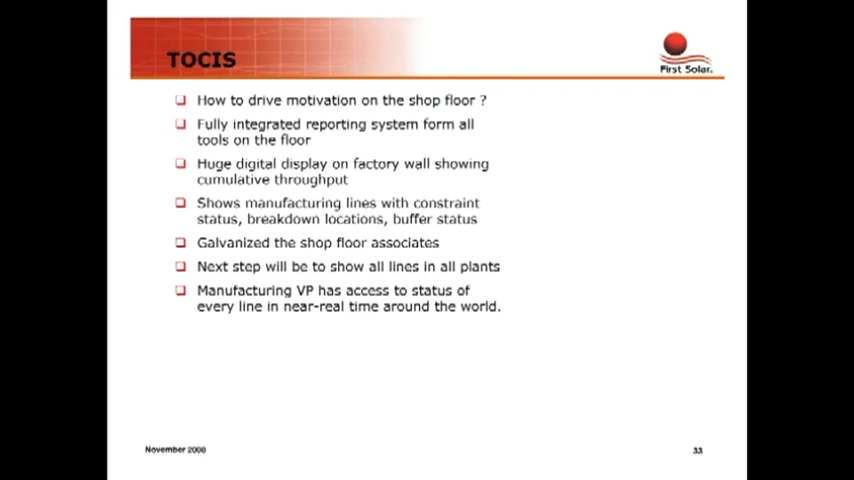 TOCIS
First Solar.
How to drive motivation on the shop floor ?
Fully integrated reporting system form all
tools on the floor
Huge digital display on factory wall showing
cumulative throughput
Shows manufacturing lines with constraint
status, breakdown locations, buffer status
Galvanized the shop floor associates
Next step will be to show all lines in all plants
Manufacturing VP has access to status of
every line in near-real time around the world.
November
33